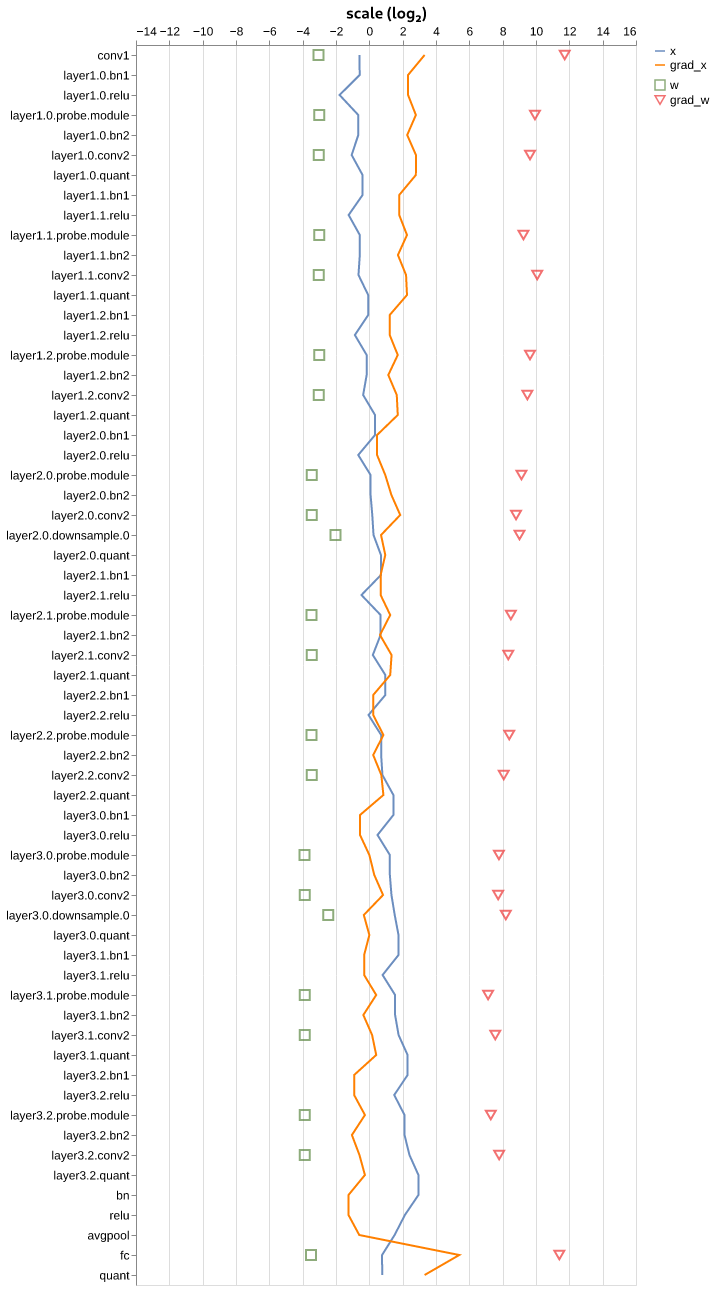 scale (log₂)
−14 −12 −10 −8 −6 −4 −2 0 2 4 6 8 10 12 14 16
x
grad_x
w
grad_w
conv1
layer1.0.bn1
layer1.0.relu
layer1.0.probe.module
layer1.0.bn2
layer1.0.conv2
layer1.0.quant
layer1.1.bn1
layer1.1.relu
layer1.1.probe.module
layer1.1.bn2
layer1.1.conv2
layer1.1.quant
layer1.2.bn1
layer1.2.relu
layer1.2.probe.module
layer1.2.bn2
layer1.2.conv2
layer1.2.quant
layer2.0.bn1
layer2.0.relu
layer2.0.probe.module
layer2.0.bn2
layer2.0.conv2
layer2.0.downsample.0
layer2.0.quant
layer2.1.bn1
layer2.1.relu
layer2.1.probe.module
layer2.1.bn2
layer2.1.conv2
layer2.1.quant
layer2.2.bn1
layer2.2.relu
layer2.2.probe.module
layer2.2.bn2
layer2.2.conv2
layer2.2.quant
layer3.0.bn1
layer3.0.relu
layer3.0.probe.module
layer3.0.bn2
layer3.0.conv2
layer3.0.downsample.0
layer3.0.quant
layer3.1.bn1
layer3.1.relu
layer3.1.probe.module
layer3.1.bn2
layer3.1.conv2
layer3.1.quant
layer3.2.bn1
layer3.2.relu
layer3.2.probe.module
layer3.2.bn2
layer3.2.conv2
layer3.2.quant
bn
relu
avgpool
fc
quant